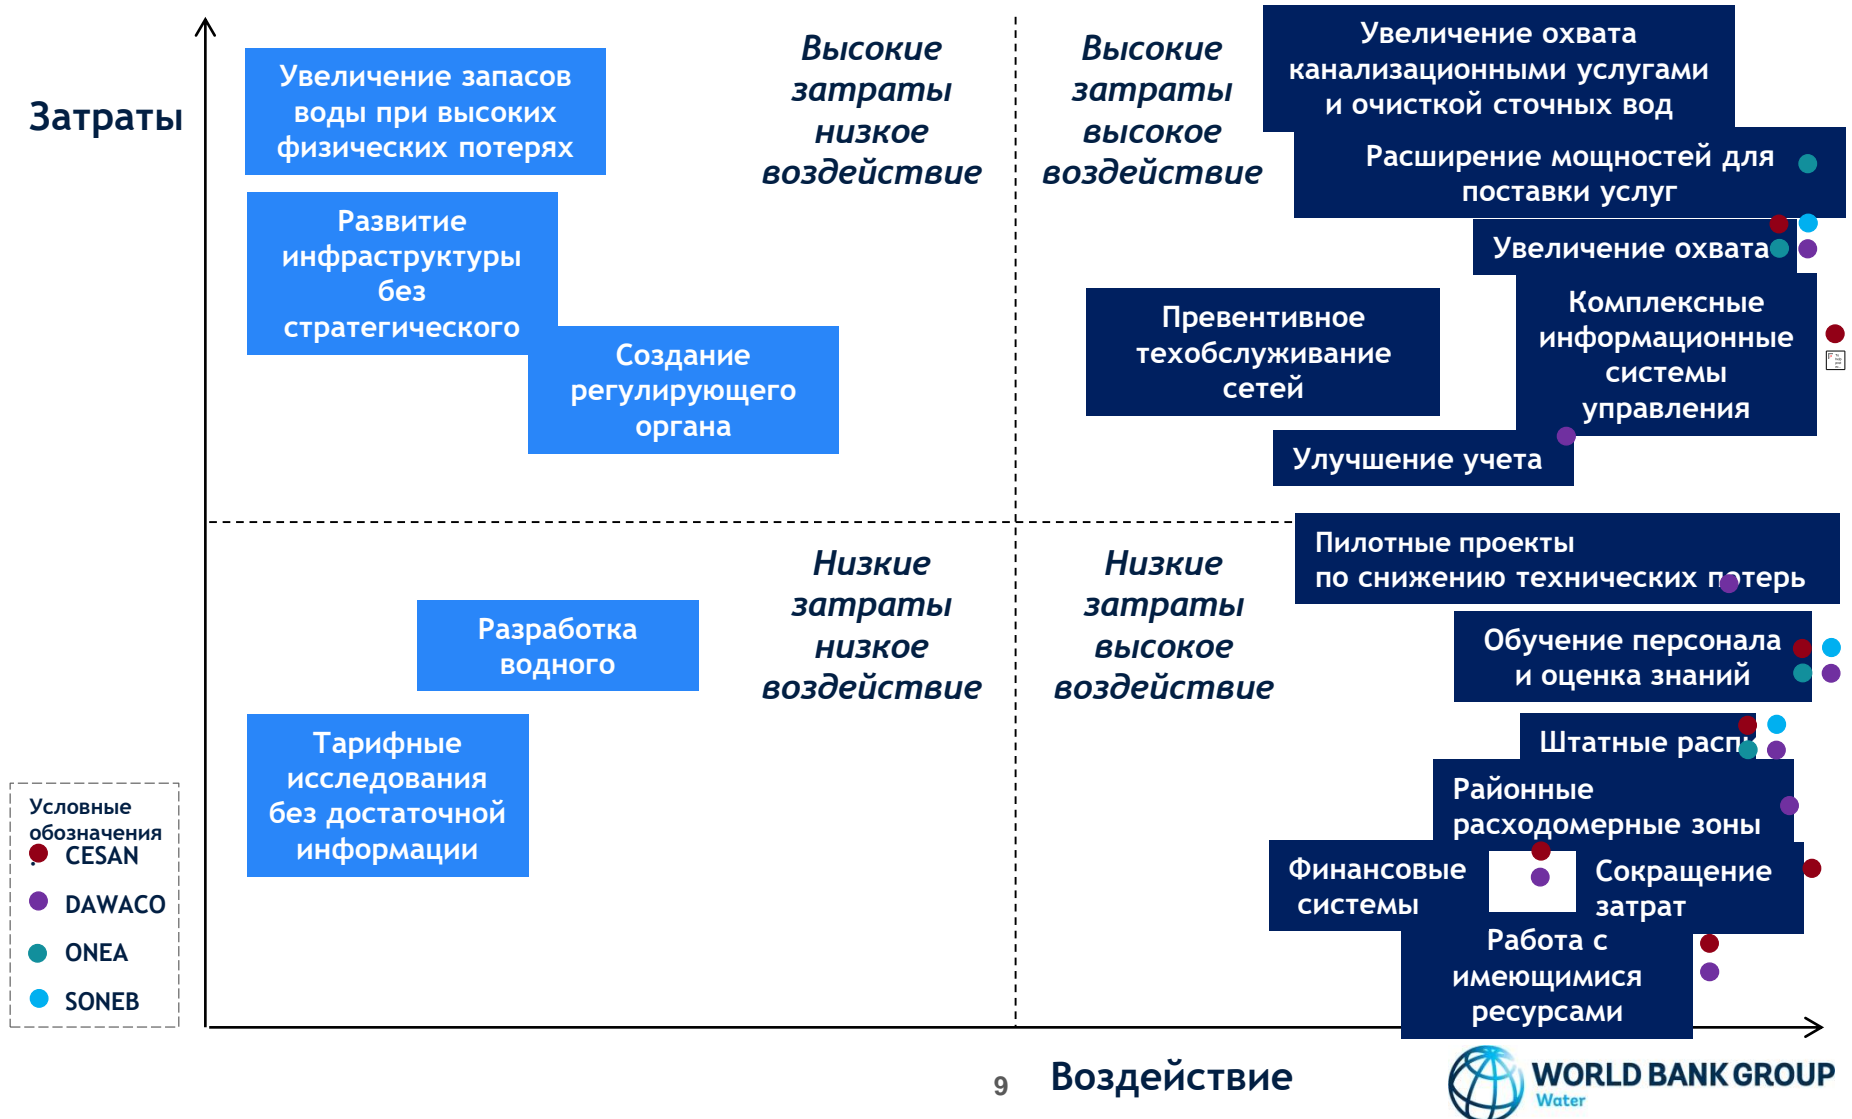 Затраты
Увеличение запасов
воды при высоких
физических потерях
Развитие
инфраструктуры
без
стратегического
Создание
регулирующего
органа
Высокие
затраты
низкое
воздействие
Высокие
затраты
высокое
воздействие
Увеличение охвата
канализационными услугами
и очисткой сточных вод
Расширение мощностей для
поставки услуг
Увеличение охвата
Превентивное
техобслуживание
сетей
Комплексные
информационные
системы
управления
Улучшение учета
Разработка
водного
Тарифные
исследования
без достаточной
информации
Низкие
затраты
низкое
воздействие
Низкие
затраты
высокое
воздействие
Пилотные проекты
по снижению технических потерь
Обучение персонала
и оценка знаний
Штатные расп
Районные
расходомерные зоны
Финансовые
системы
Сокращение
затрат
Работа с
имеющимися
ресурсами
Условные
обозначения
:
CESAN
DAWACO
ONEA
SONEB
9
Воздействие
WORLD BANK GROUP
Water